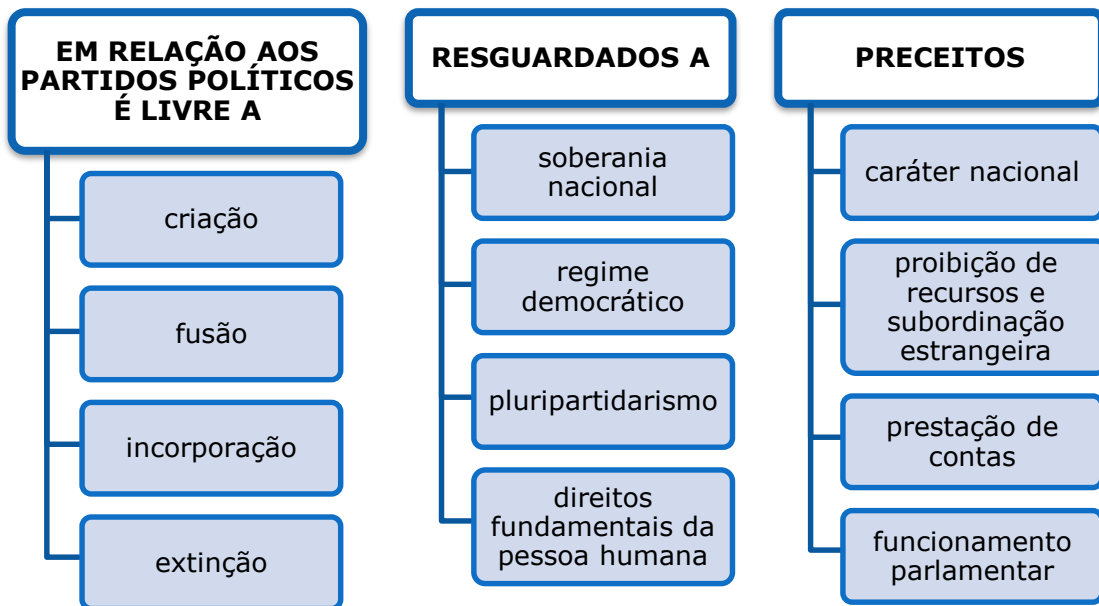 EM RELAÇÃO AOS
PARTIDOS POLÍTICOS
É LIVRE A
criação
fusão
incorporação
extinção
RESGUARDADOS A
soberania
nacional
regime
democrático
pluripartidarismo
direitos
fundamentais da
pessoa humana
PRECEITOS
caráter nacional
proibição de
recursos e
subordinação
estrangeira
prestação de
contas
funcionamento
parlamentar